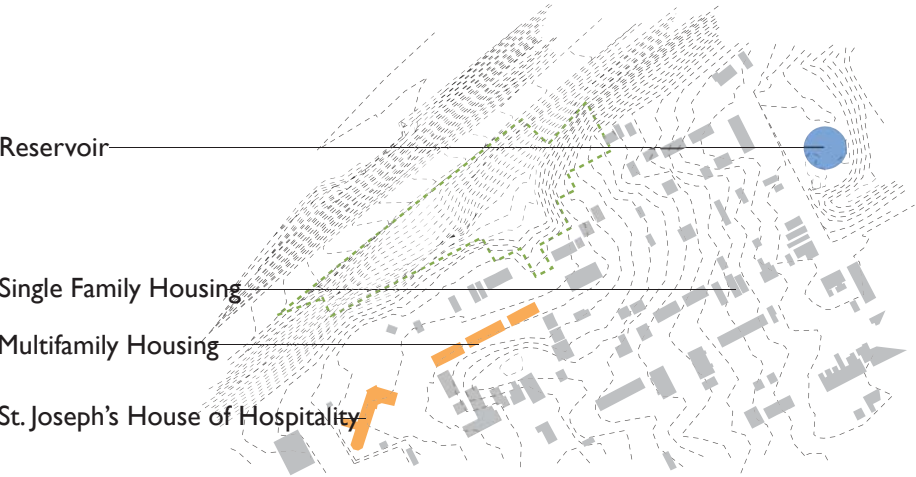 Reservoir
Single Family Housing
Multifamily Housing
St. Joseph's House of Hospitality